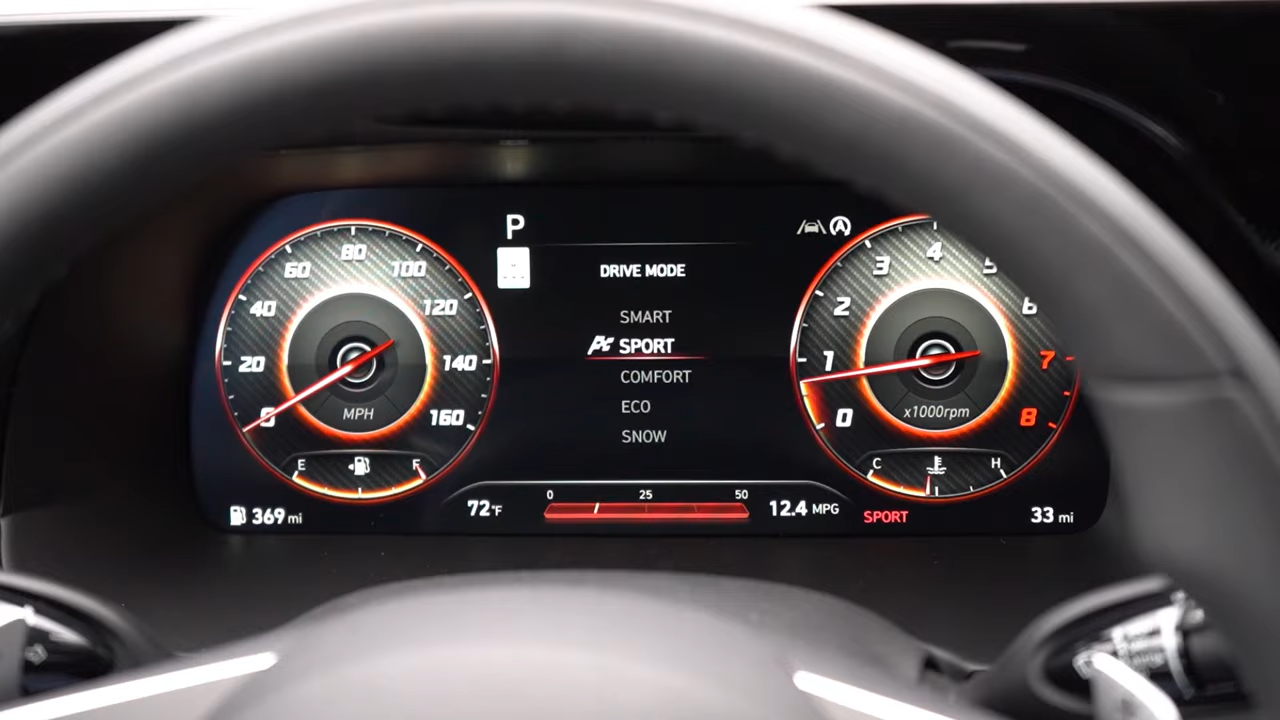 P
DRIVE MODE
SMART
SPORT
COMFORT
ECO
SNOW
0
20
40
60
80
100
120
140
160
MPH
E
F
369 mi
72°F
0
25
50
12.4 MPG
A
0
1
2
3
4
5
6
7
8
x1000rpm
C
H
SPORT
33 mi